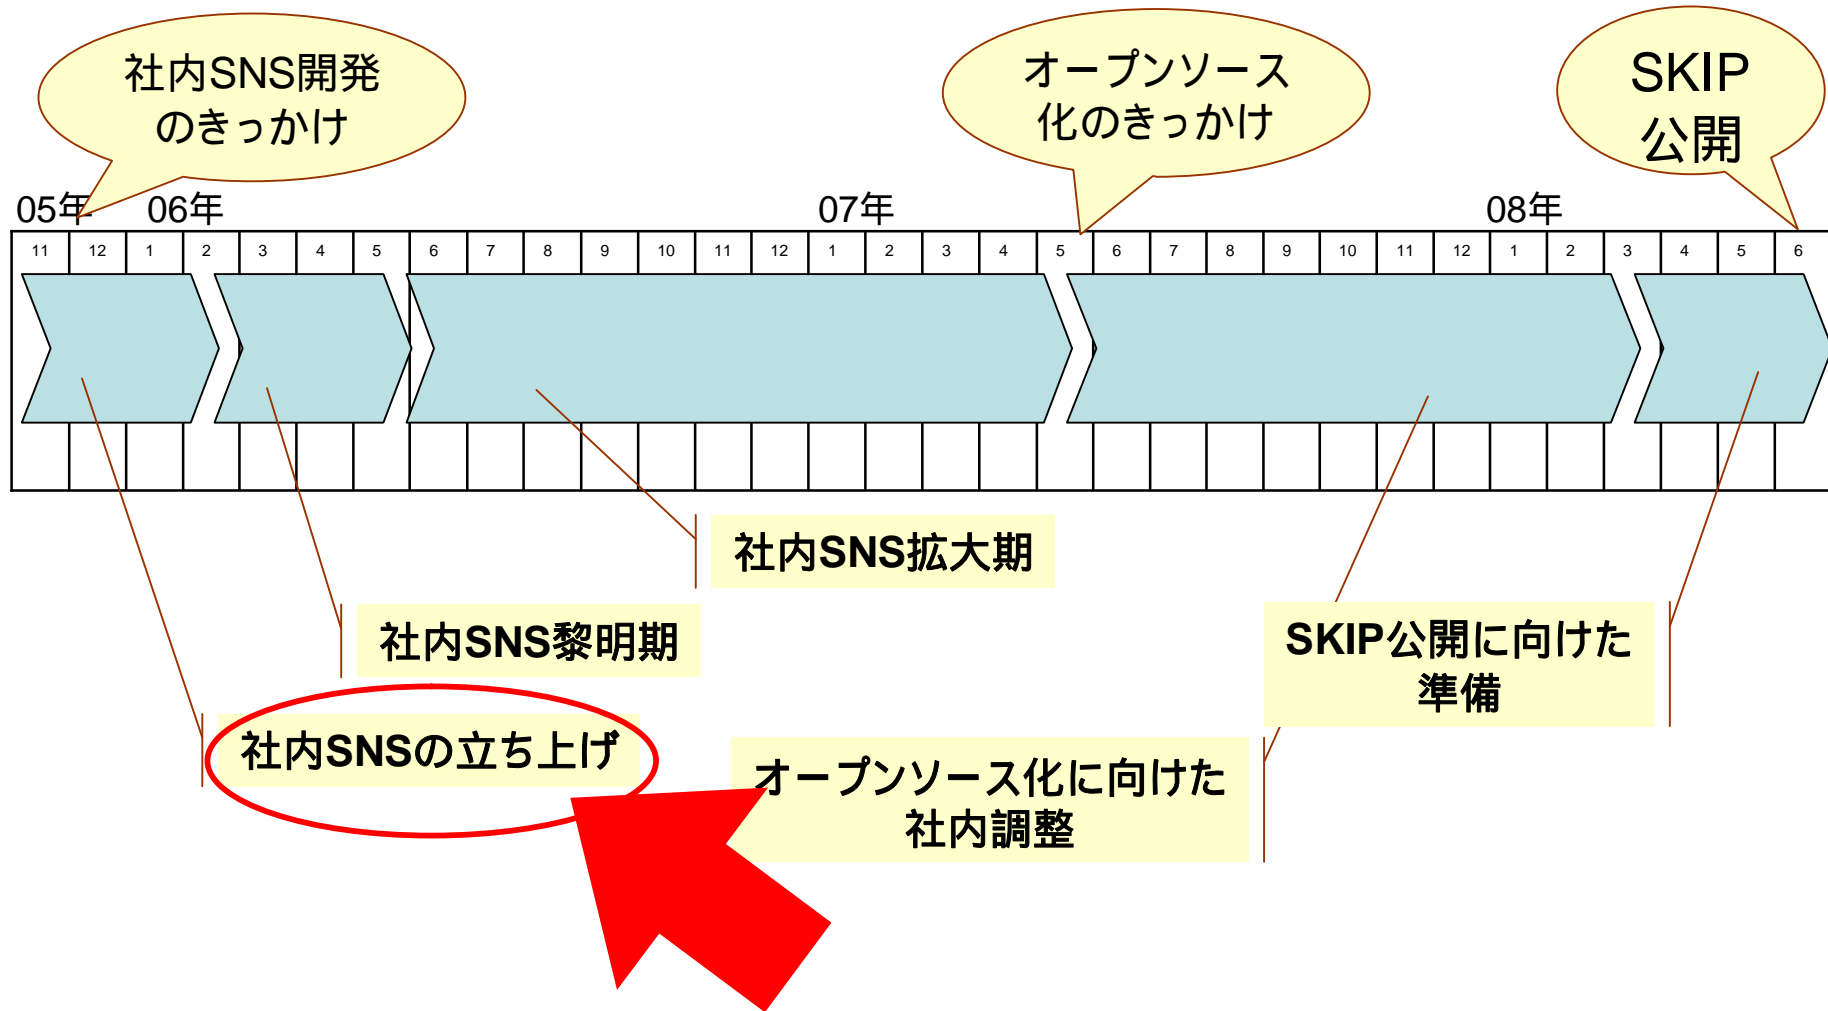 社内SNS開発
のきっかけ
オープンソース
化のきっかけ
SKIP
公開
05年 06年 07年 08年
11 12 1 2 3 4 5 6 7 8 9 10 11 12 1 2 3 4 5 6 7 8 9 10 11 12 1 2 3 4 5 6
社内SNS拡大期
社内SNS黎明期
SKIP公開に向けた
準備
社内SNSの立ち上げ
オープンソース化に向けた
社内調整